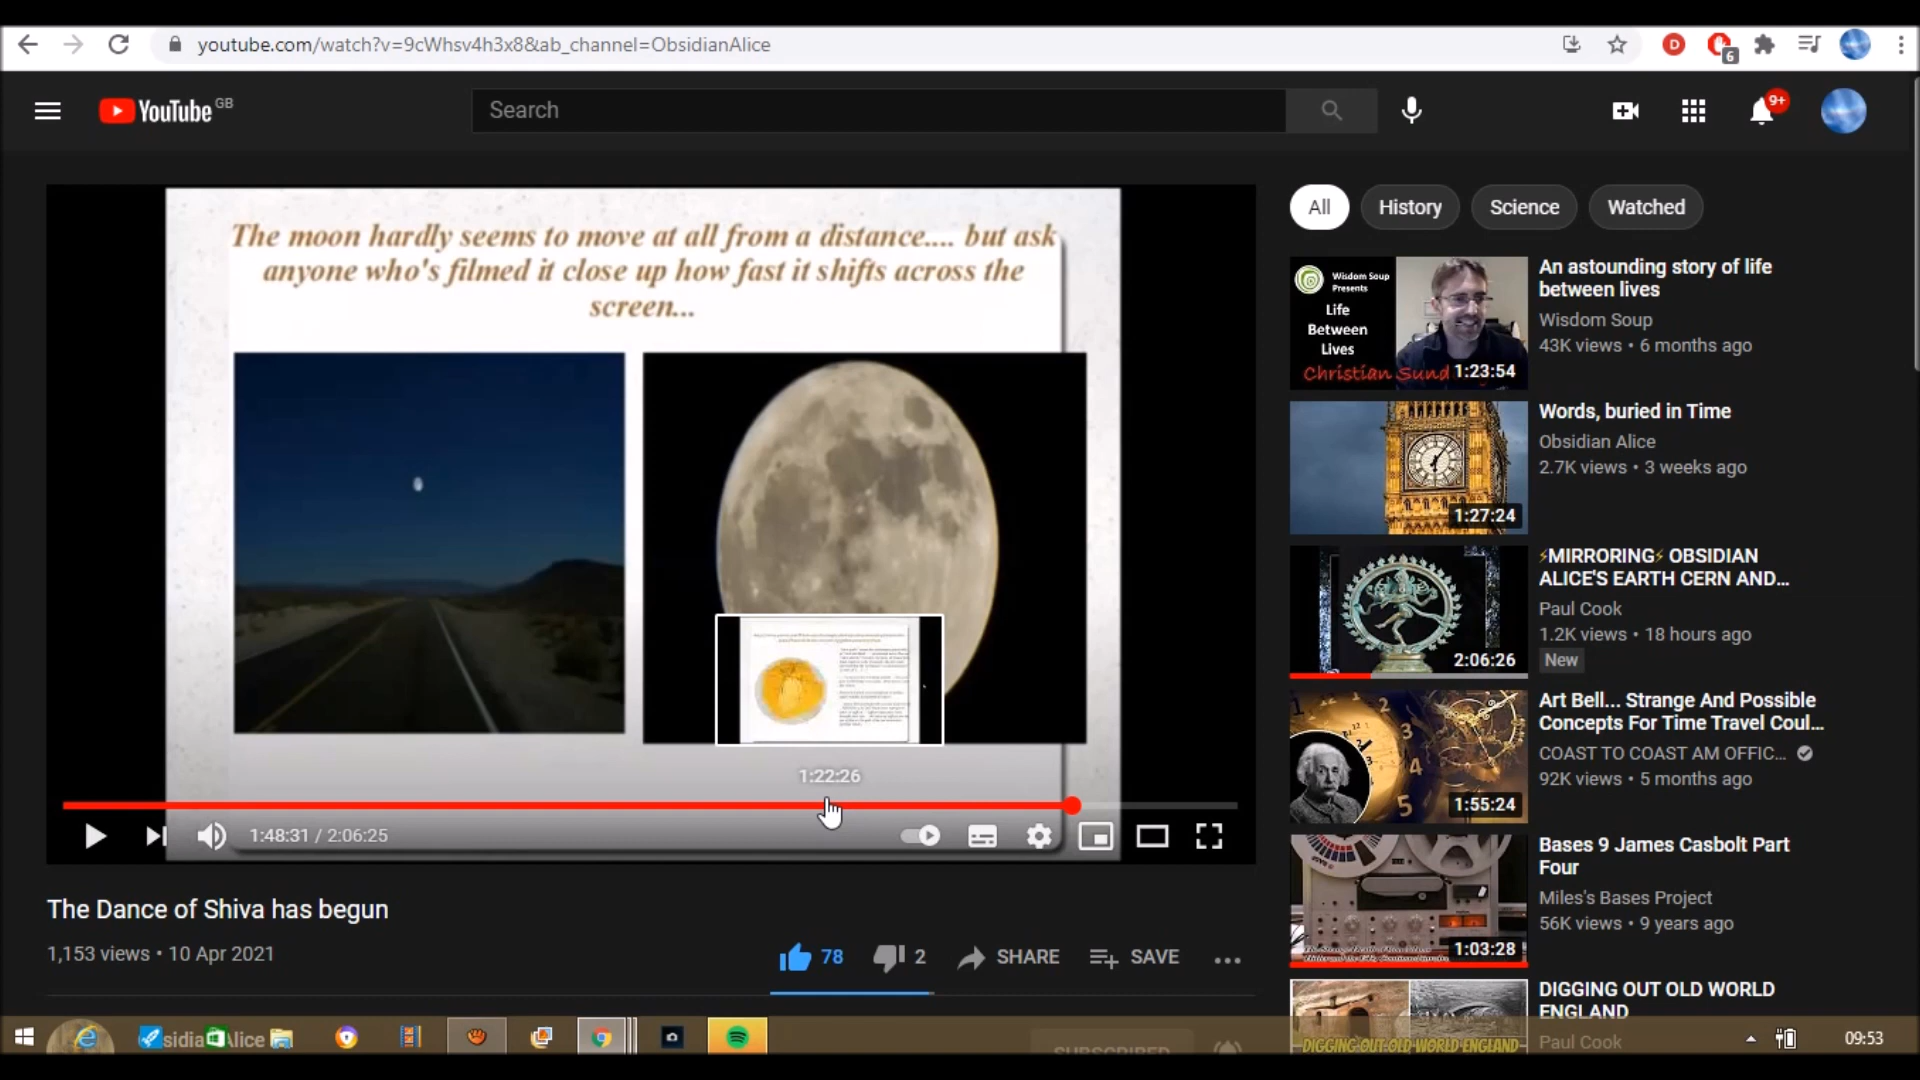 youtube.com/watch?v=9cWhsv4h3x8&ab_channel=ObsidianAlice
D
6
YouTube GB
Search
9+
The moon hardly seems to move at all from a distance.... but ask
anyone who's filmed it close up how fast it shifts across the
screen...
1:22:26
1:48:31 / 2:06:25
The Dance of Shiva has begun
1,153 views • 10 Apr 2021
78
2
SHARE
SAVE
All
History
Science
Watched
Wisdom Soup
Presents
Life
Between
Lives
Christian Sund
1:23:54
An astounding story of life
between lives
Wisdom Soup
43K views • 6 months ago
1:27:24
Words, buried in Time
Obsidian Alice
2.7K views • 3 weeks ago
2:06:26
⚡MIRRORING⚡ OBSIDIAN
ALICE'S EARTH CERN AND...
Paul Cook
1.2K views • 18 hours ago
New
1:55:24
Art Bell... Strange And Possible
Concepts For Time Travel Coul...
COAST TO COAST AM OFFIC...
92K views • 5 months ago
1:03:28
Bases 9 James Casbolt Part
Four
Miles's Bases Project
56K views • 9 years ago
DIGGING OUT OLD WORLD ENGLAND
DIGGING OUT OLD WORLD
ENGLAND
Paul Cook
sidia Alice
SUBSCRIBED
09:53